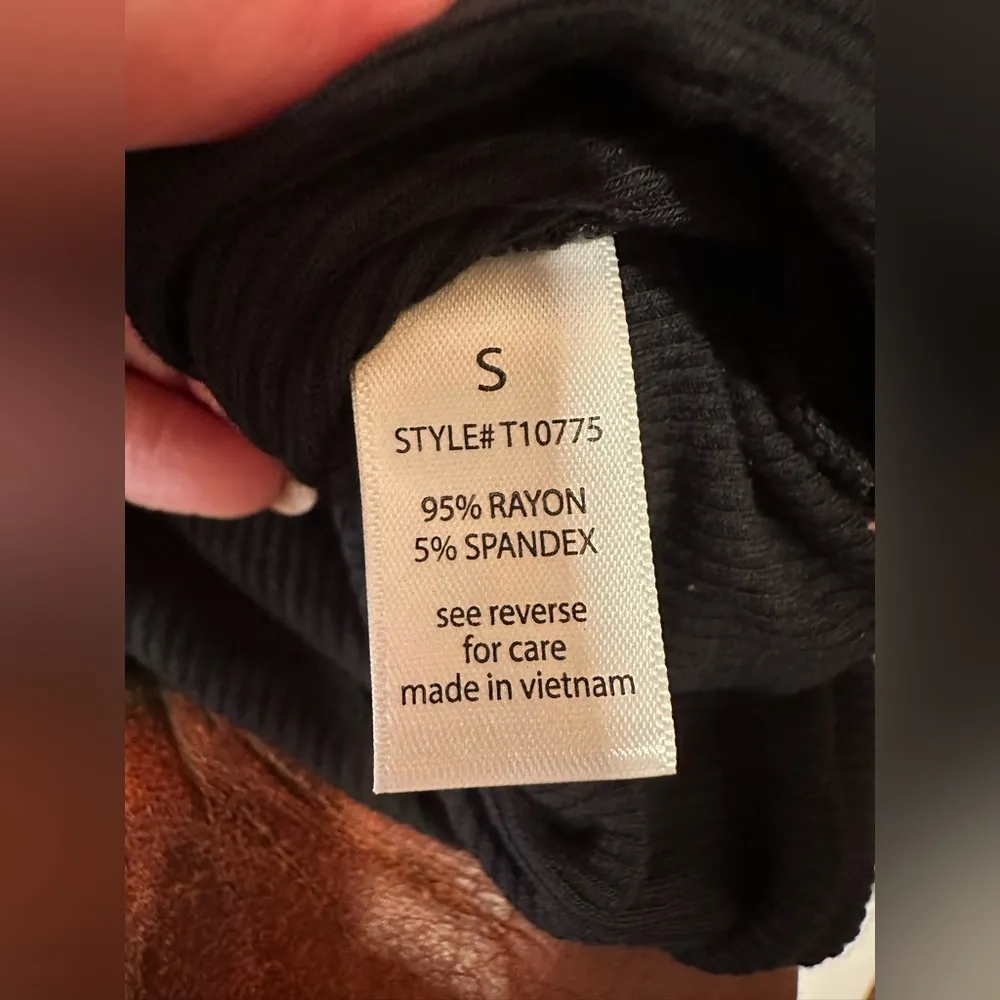 S
STYLE# T10775
95% RAYON
5% SPANDEX
see reverse
for care
made in vietnam